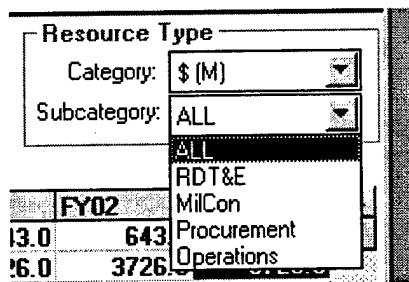 Resource Type
Category: $ (M)
Subcategory: ALL
ALL
RDT&E
FY02 MilCon
643. Procurement
3726. Operations